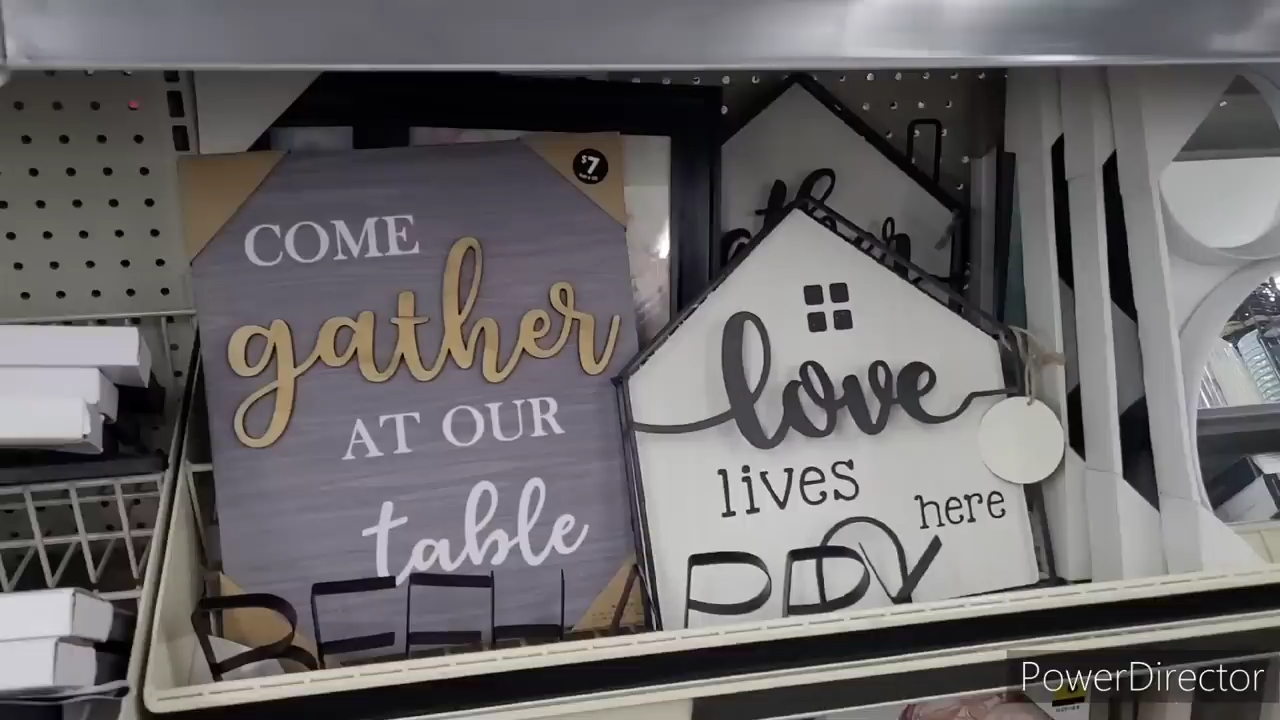 $7
COME
gather
AT OUR
table
love
lives
here
PowerDirector